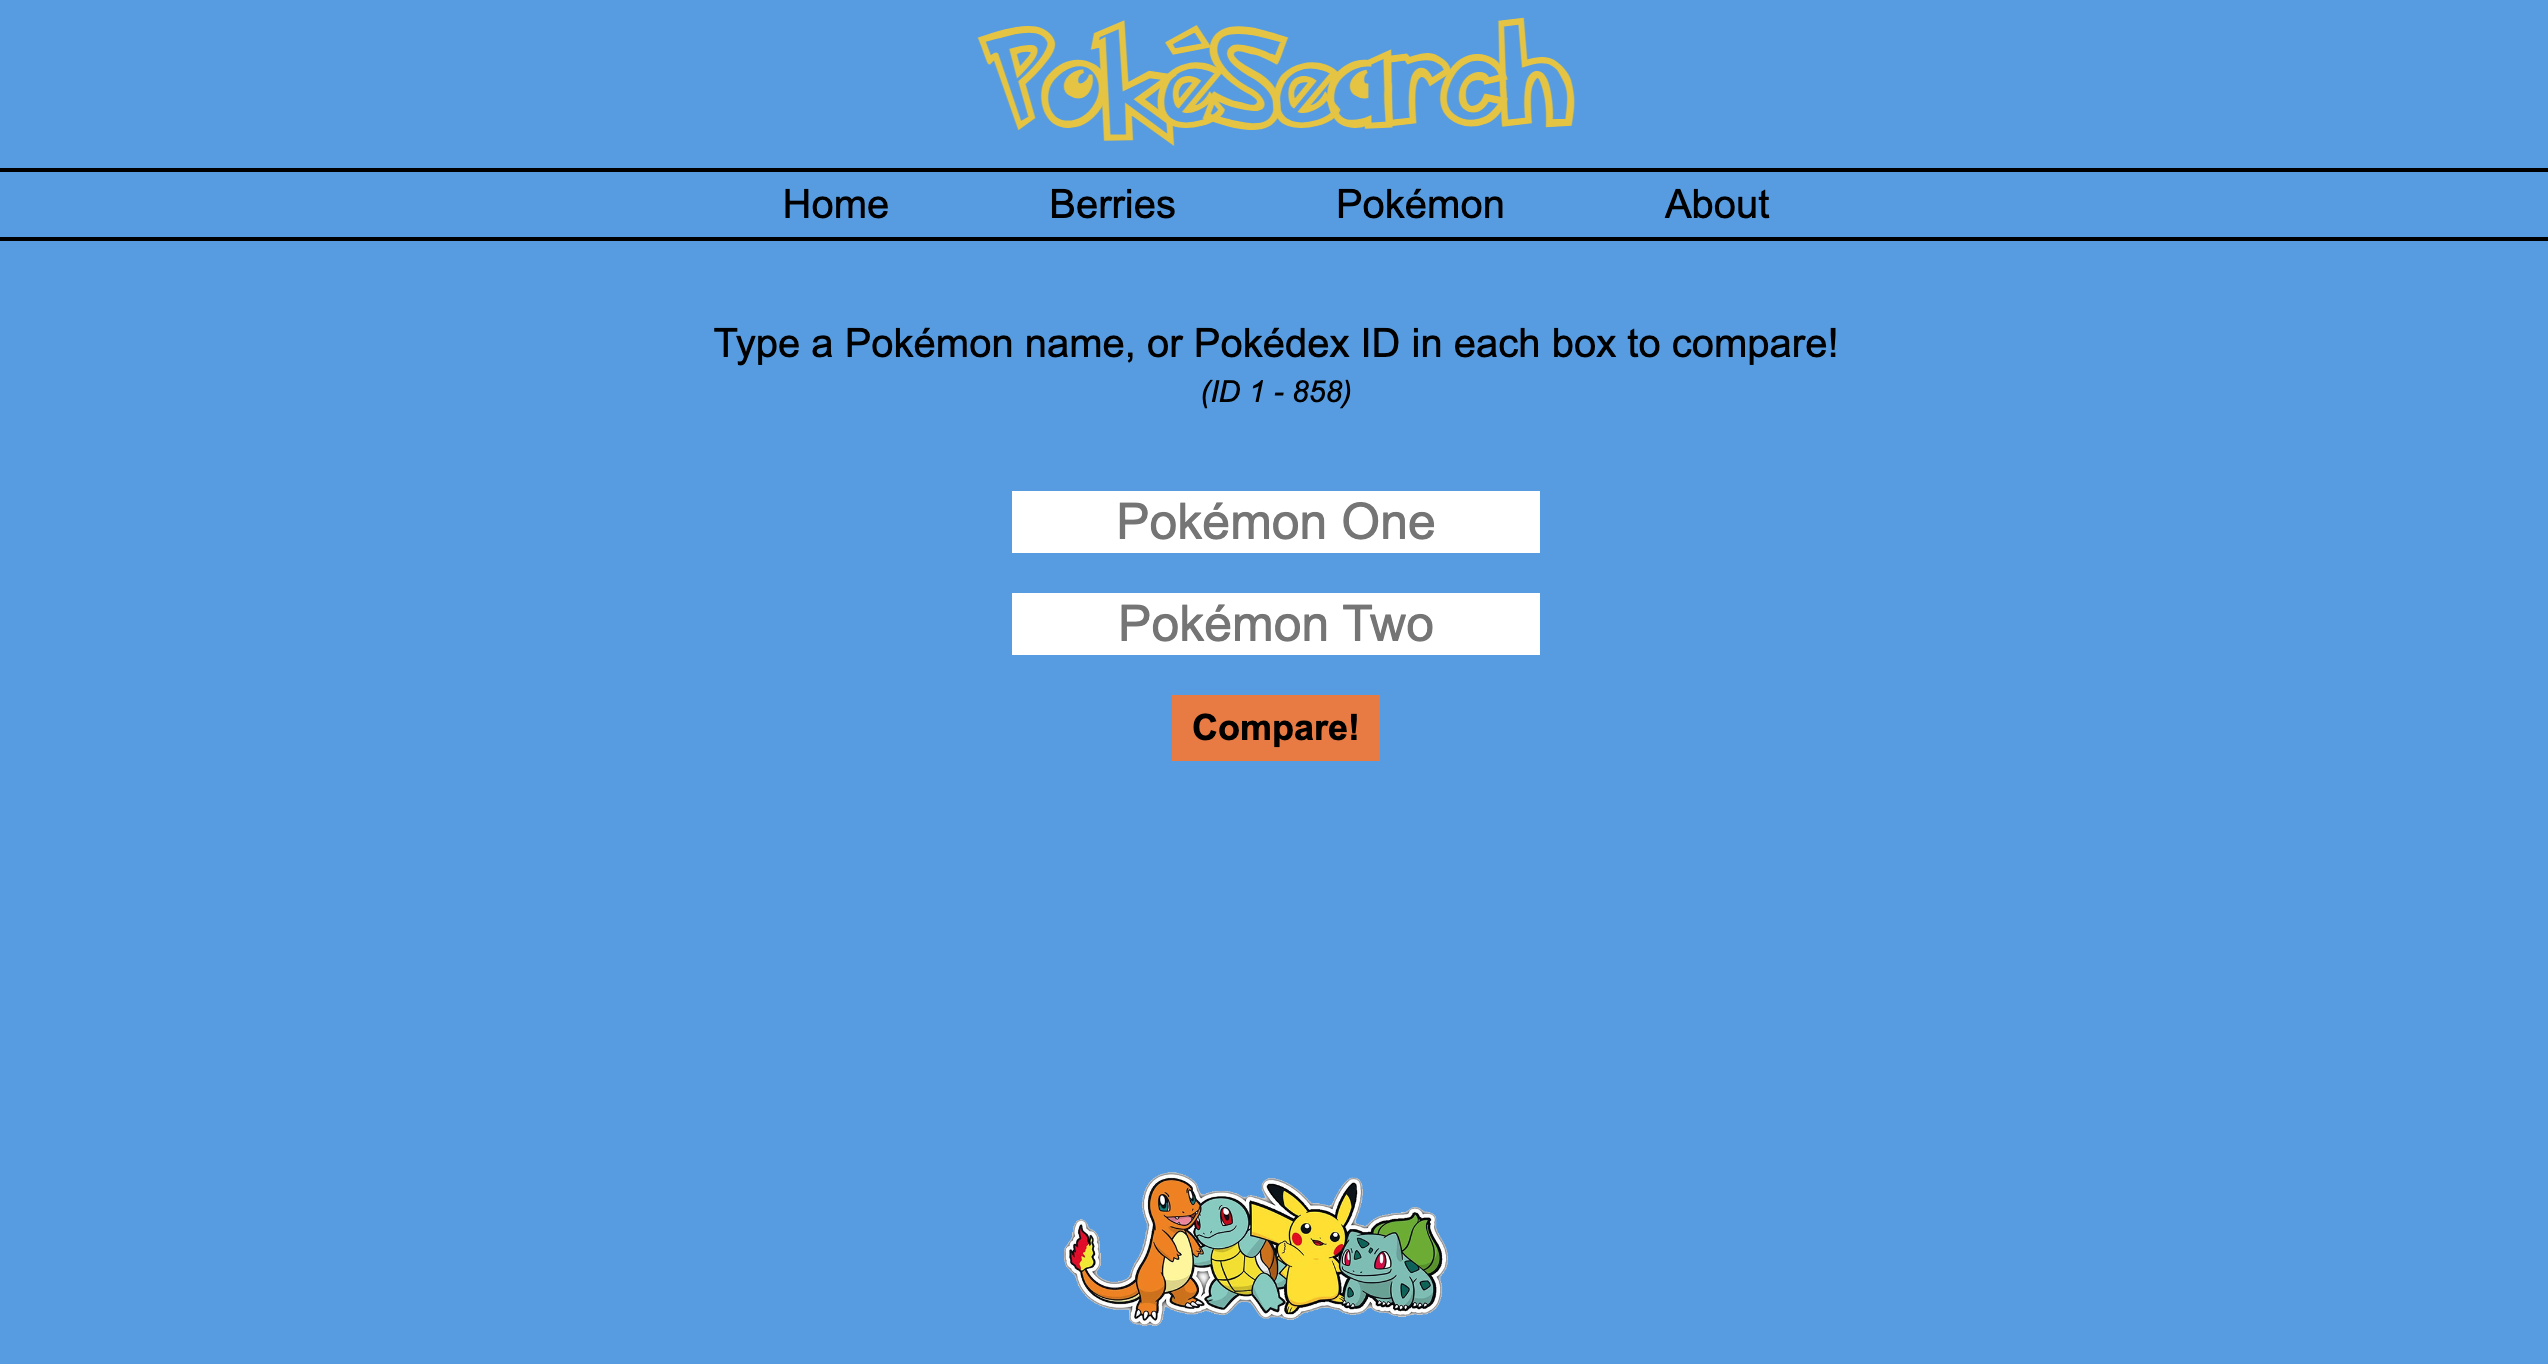 PokéSearch
Home Berries Pokémon About
Type a Pokémon name, or Pokédex ID in each box to compare!
(ID 1 - 858)
Pokémon One
Pokémon Two
Compare!